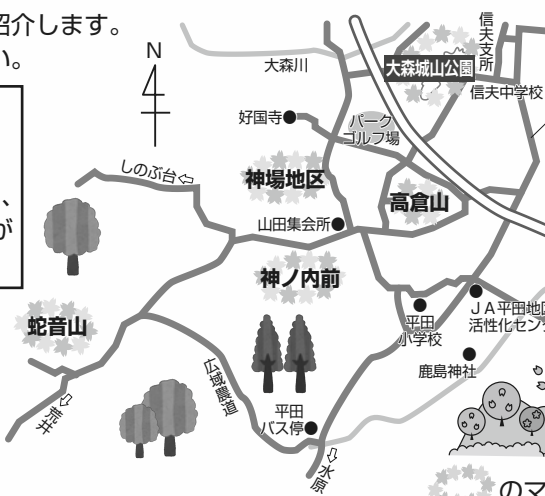 紹介します。
い。
、
が
N
大森川
大森城山公園
信夫支所
信夫中学校
好国寺
パーク
ゴルフ場
しのぶ台
神場地区
高倉山
山田集会所
神ノ内前
蛇音山
平田
小学校
JA平田地区
活性化セン
鹿島神社
広域農道
荒井
平田
バス停
水原
のマ